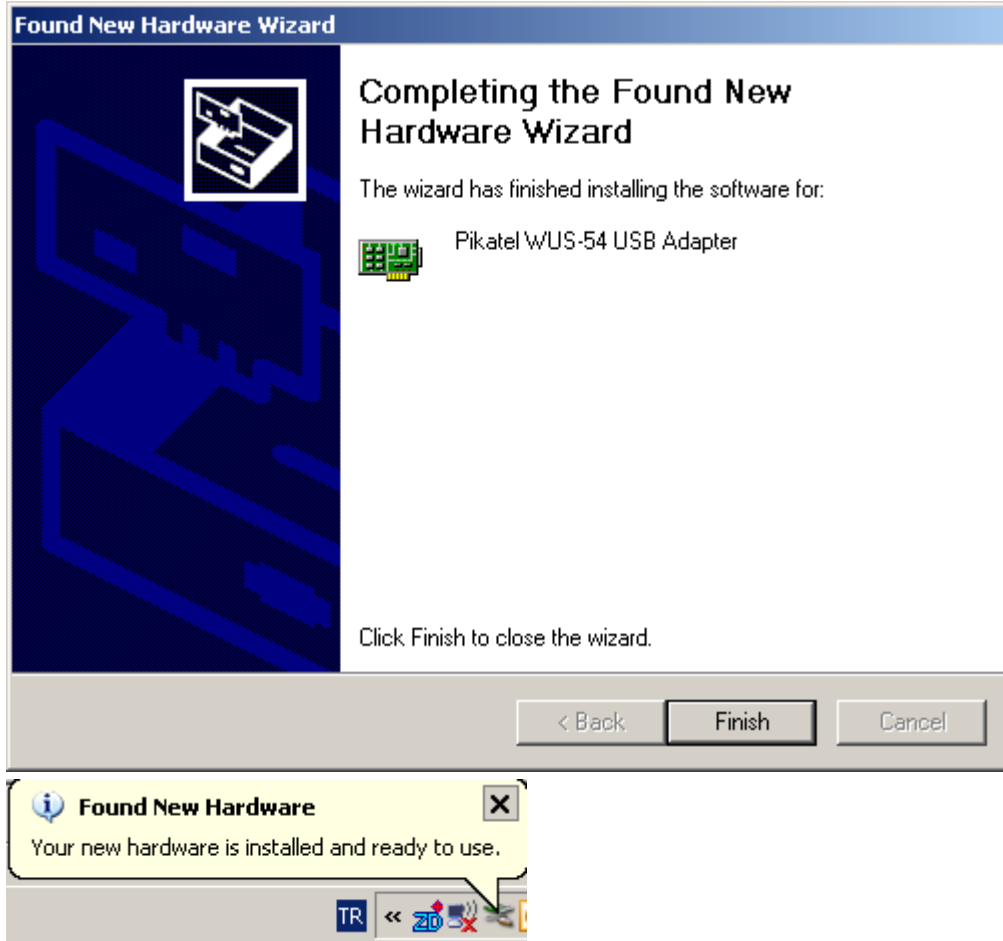 Found New Hardware Wizard
Completing the Found New
Hardware Wizard
The wizard has finished installing the software for:
Pikatel WUS-54 USB Adapter
Click Finish to close the wizard.
< Back
Finish
Cancel
Found New Hardware
Your new hardware is installed and ready to use.
TR
«
ZD